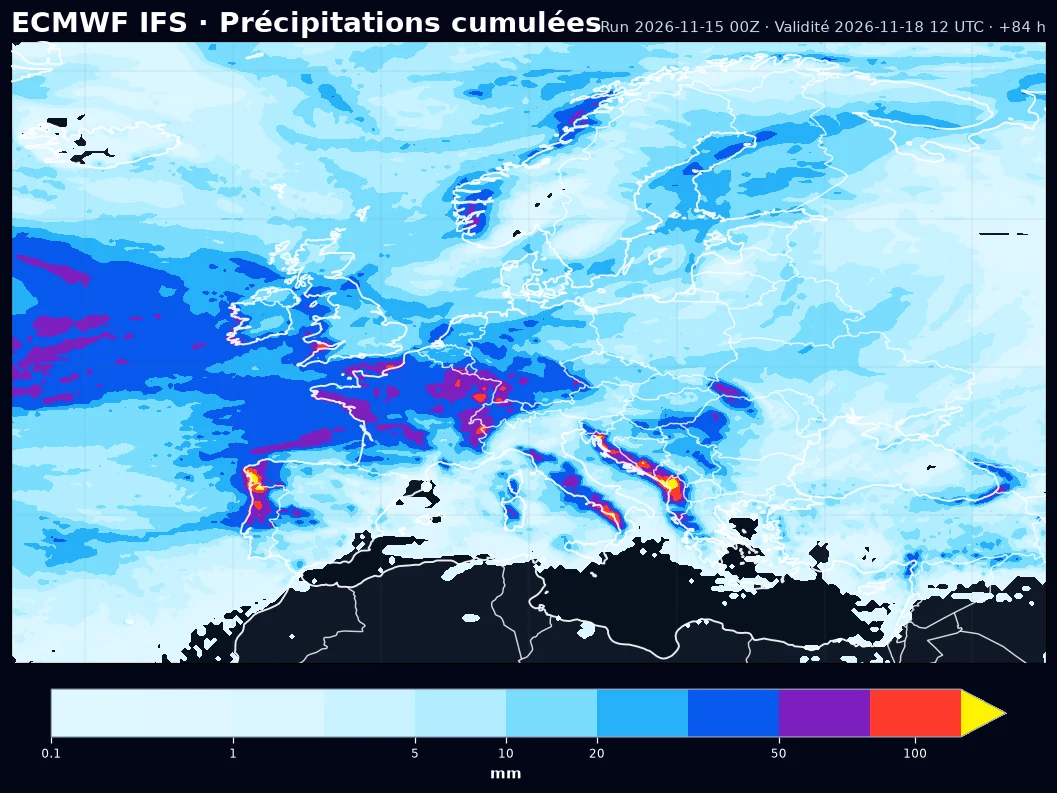 ECMWF IFS · Précipitations cumulées
Run 2026-11-15 00Z · Validité 2026-11-18 12 UTC · +84 h
0.1 1 5 10 20 50 100
mm